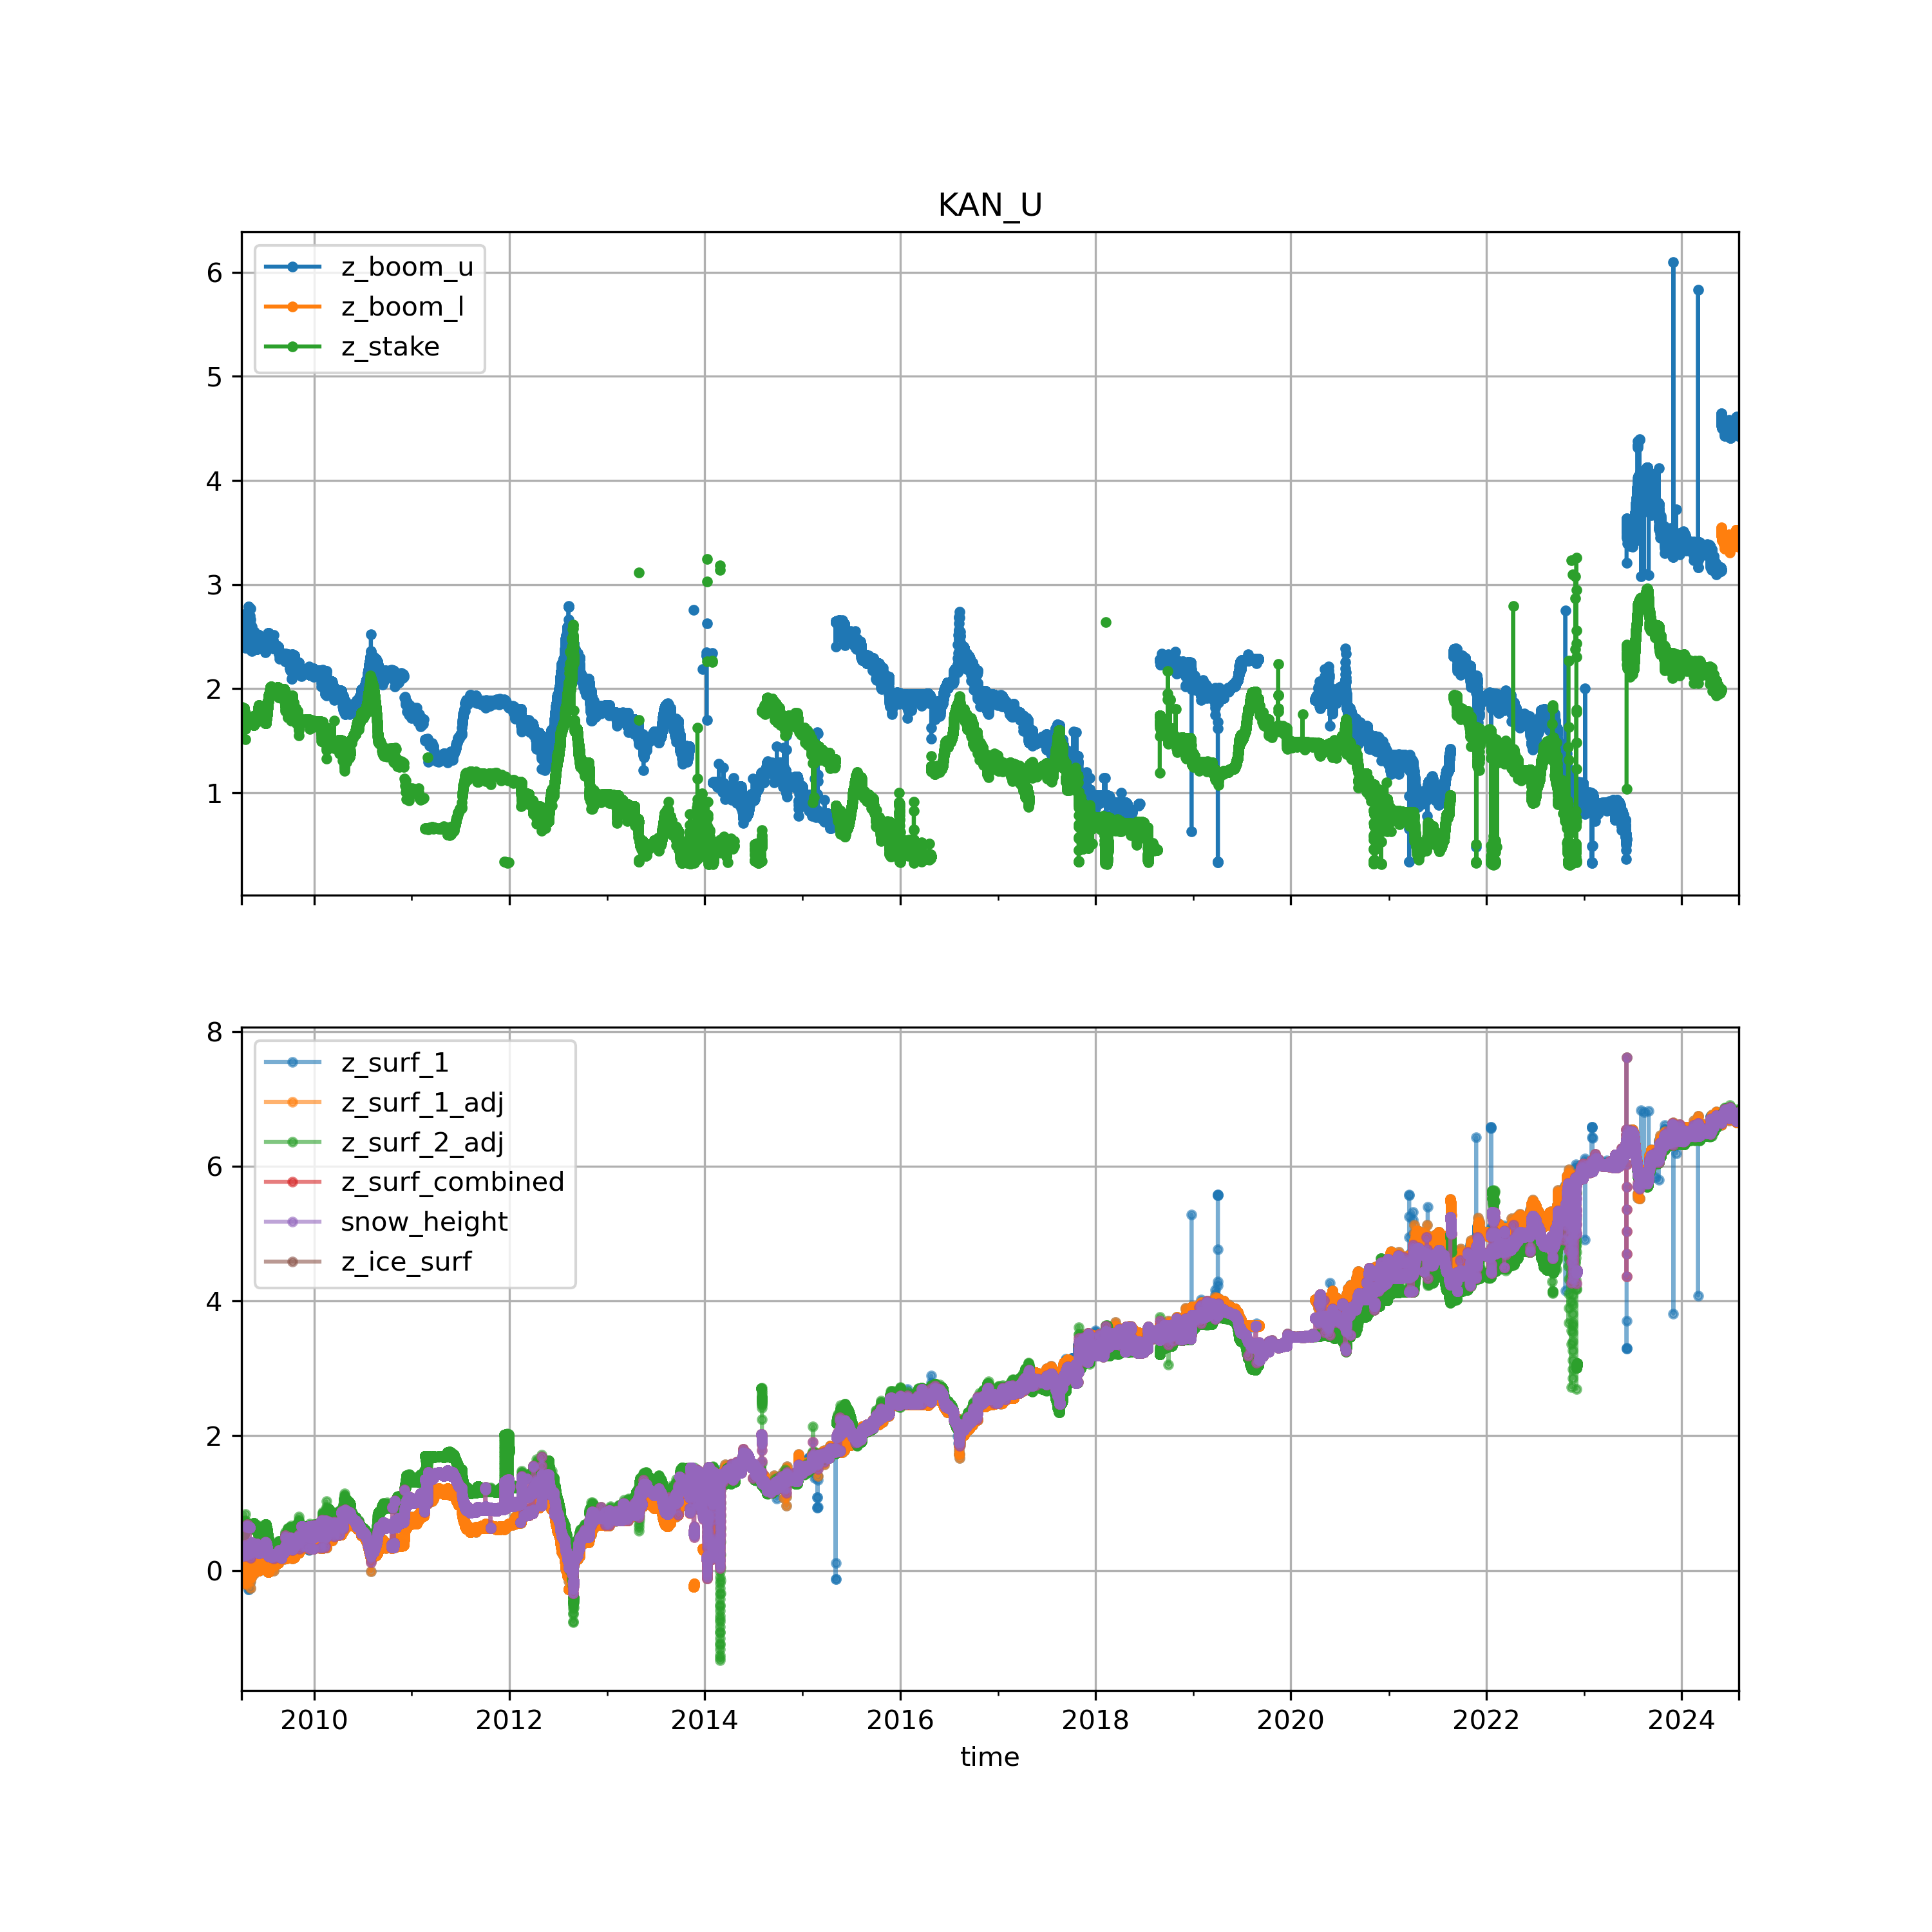 KAN_U
6
5
4
3
2
1
z_boom_u
z_boom_l
z_stake
8
6
4
2
0
z_surf_1
z_surf_1_adj
z_surf_2_adj
z_surf_combined
snow_height
z_ice_surf
2010 2012 2014 2016 2018 2020 2022 2024
time